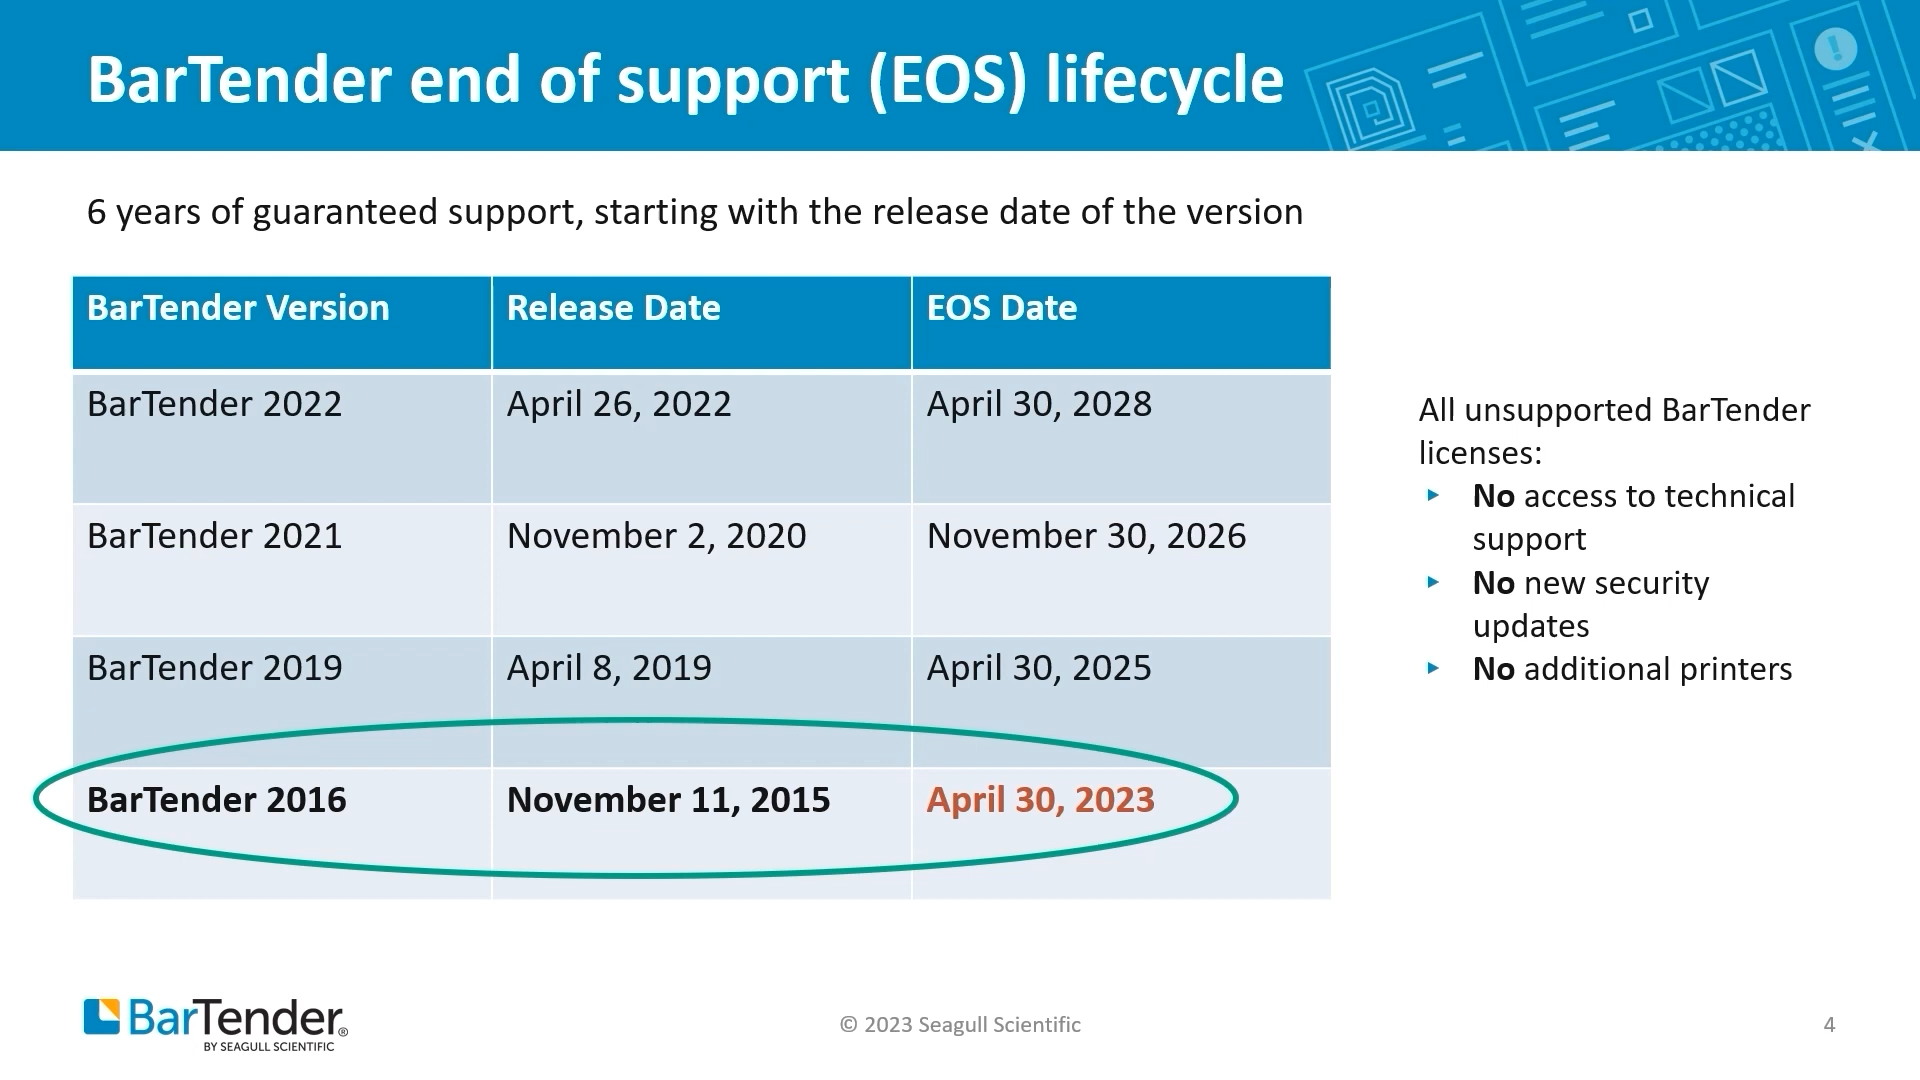 BarTender end of support (EOS) lifecycle
6 years of guaranteed support, starting with the release date of the version
BarTender Version Release Date EOS Date
BarTender 2022 April 26, 2022 April 30, 2028
BarTender 2021 November 2, 2020 November 30, 2026
BarTender 2019 April 8, 2019 April 30, 2025
BarTender 2016 November 11, 2015 April 30, 2023
All unsupported BarTender
licenses:
▸ No access to technical
support
▸ No new security
updates
▸ No additional printers
BarTender®
BY SEAGULL SCIENTIFIC
© 2023 Seagull Scientific
4